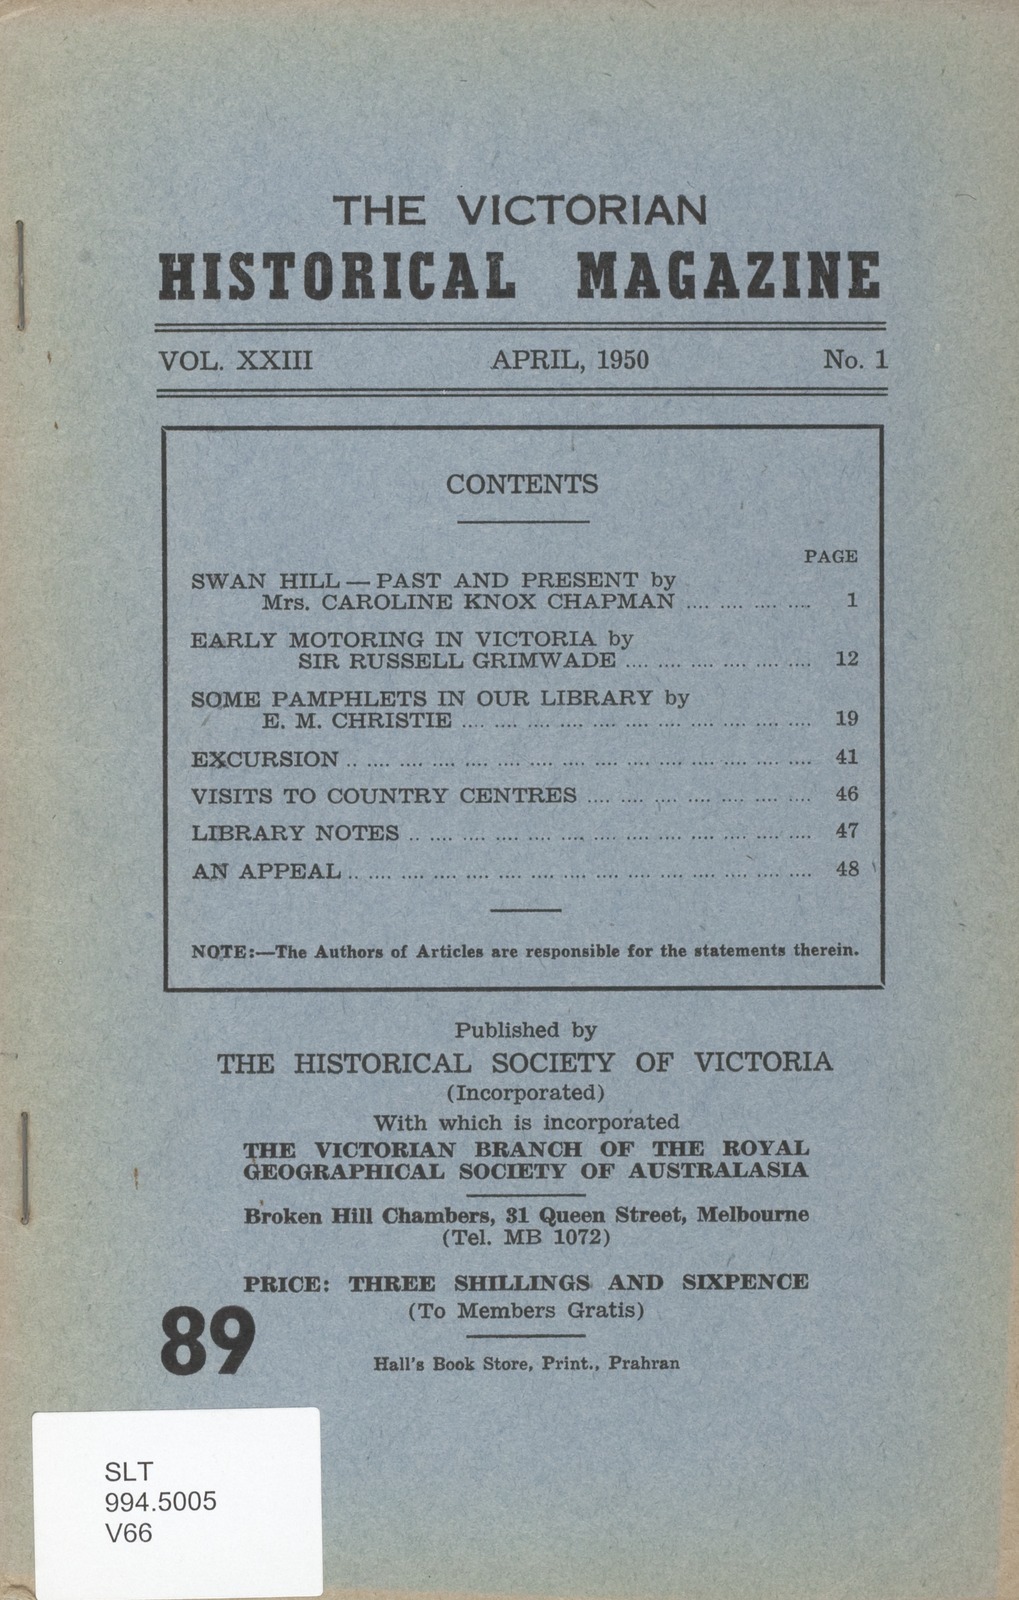 THE VICTORIAN
HISTORICAL MAGAZINE
VOL. XXIII APRIL, 1950 No. 1
CONTENTS
PAGE
SWAN HILL — PAST AND PRESENT by
Mrs. CAROLINE KNOX CHAPMAN .... .... .... .... 1
EARLY MOTORING IN VICTORIA by
SIR RUSSELL GRIMWADE .... .... .... .... .... .... 12
SOME PAMPHLETS IN OUR LIBRARY by
E. M. CHRISTIE .... .... .... .... .... .... .... .... .... .... .... 19
EXCURSION .. .... .... .... .... .... .... .... .... .... .... .... .... .... .... 41
VISITS TO COUNTRY CENTRES .... .... .... .... .... .... .... 46
LIBRARY NOTES .. .... .... .... .... .... .... .... .... .... .... .... .... 47
AN APPEAL .. .... .... .... .... .... .... .... .... .... .... .... .... .... .... 48
NOTE:—The Authors of Articles are responsible for the statements therein.
Published by
THE HISTORICAL SOCIETY OF VICTORIA
(Incorporated)
With which is incorporated
THE VICTORIAN BRANCH OF THE ROYAL
GEOGRAPHICAL SOCIETY OF AUSTRALASIA
Broken Hill Chambers, 31 Queen Street, Melbourne
(Tel. MB 1072)
PRICE: THREE SHILLINGS AND SIXPENCE
(To Members Gratis)
89
Hall's Book Store, Print., Prahran
SLT
994.5005
V66